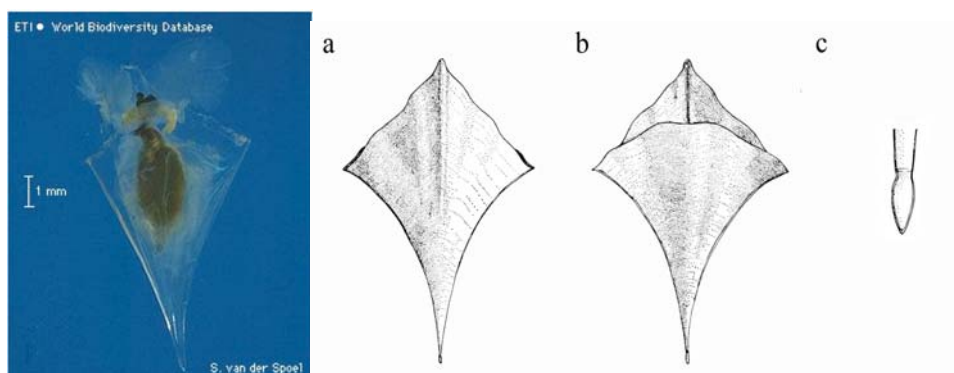 ETI ● World Biodiversity Database
a
b
c
1 mm
S. van der Spoel